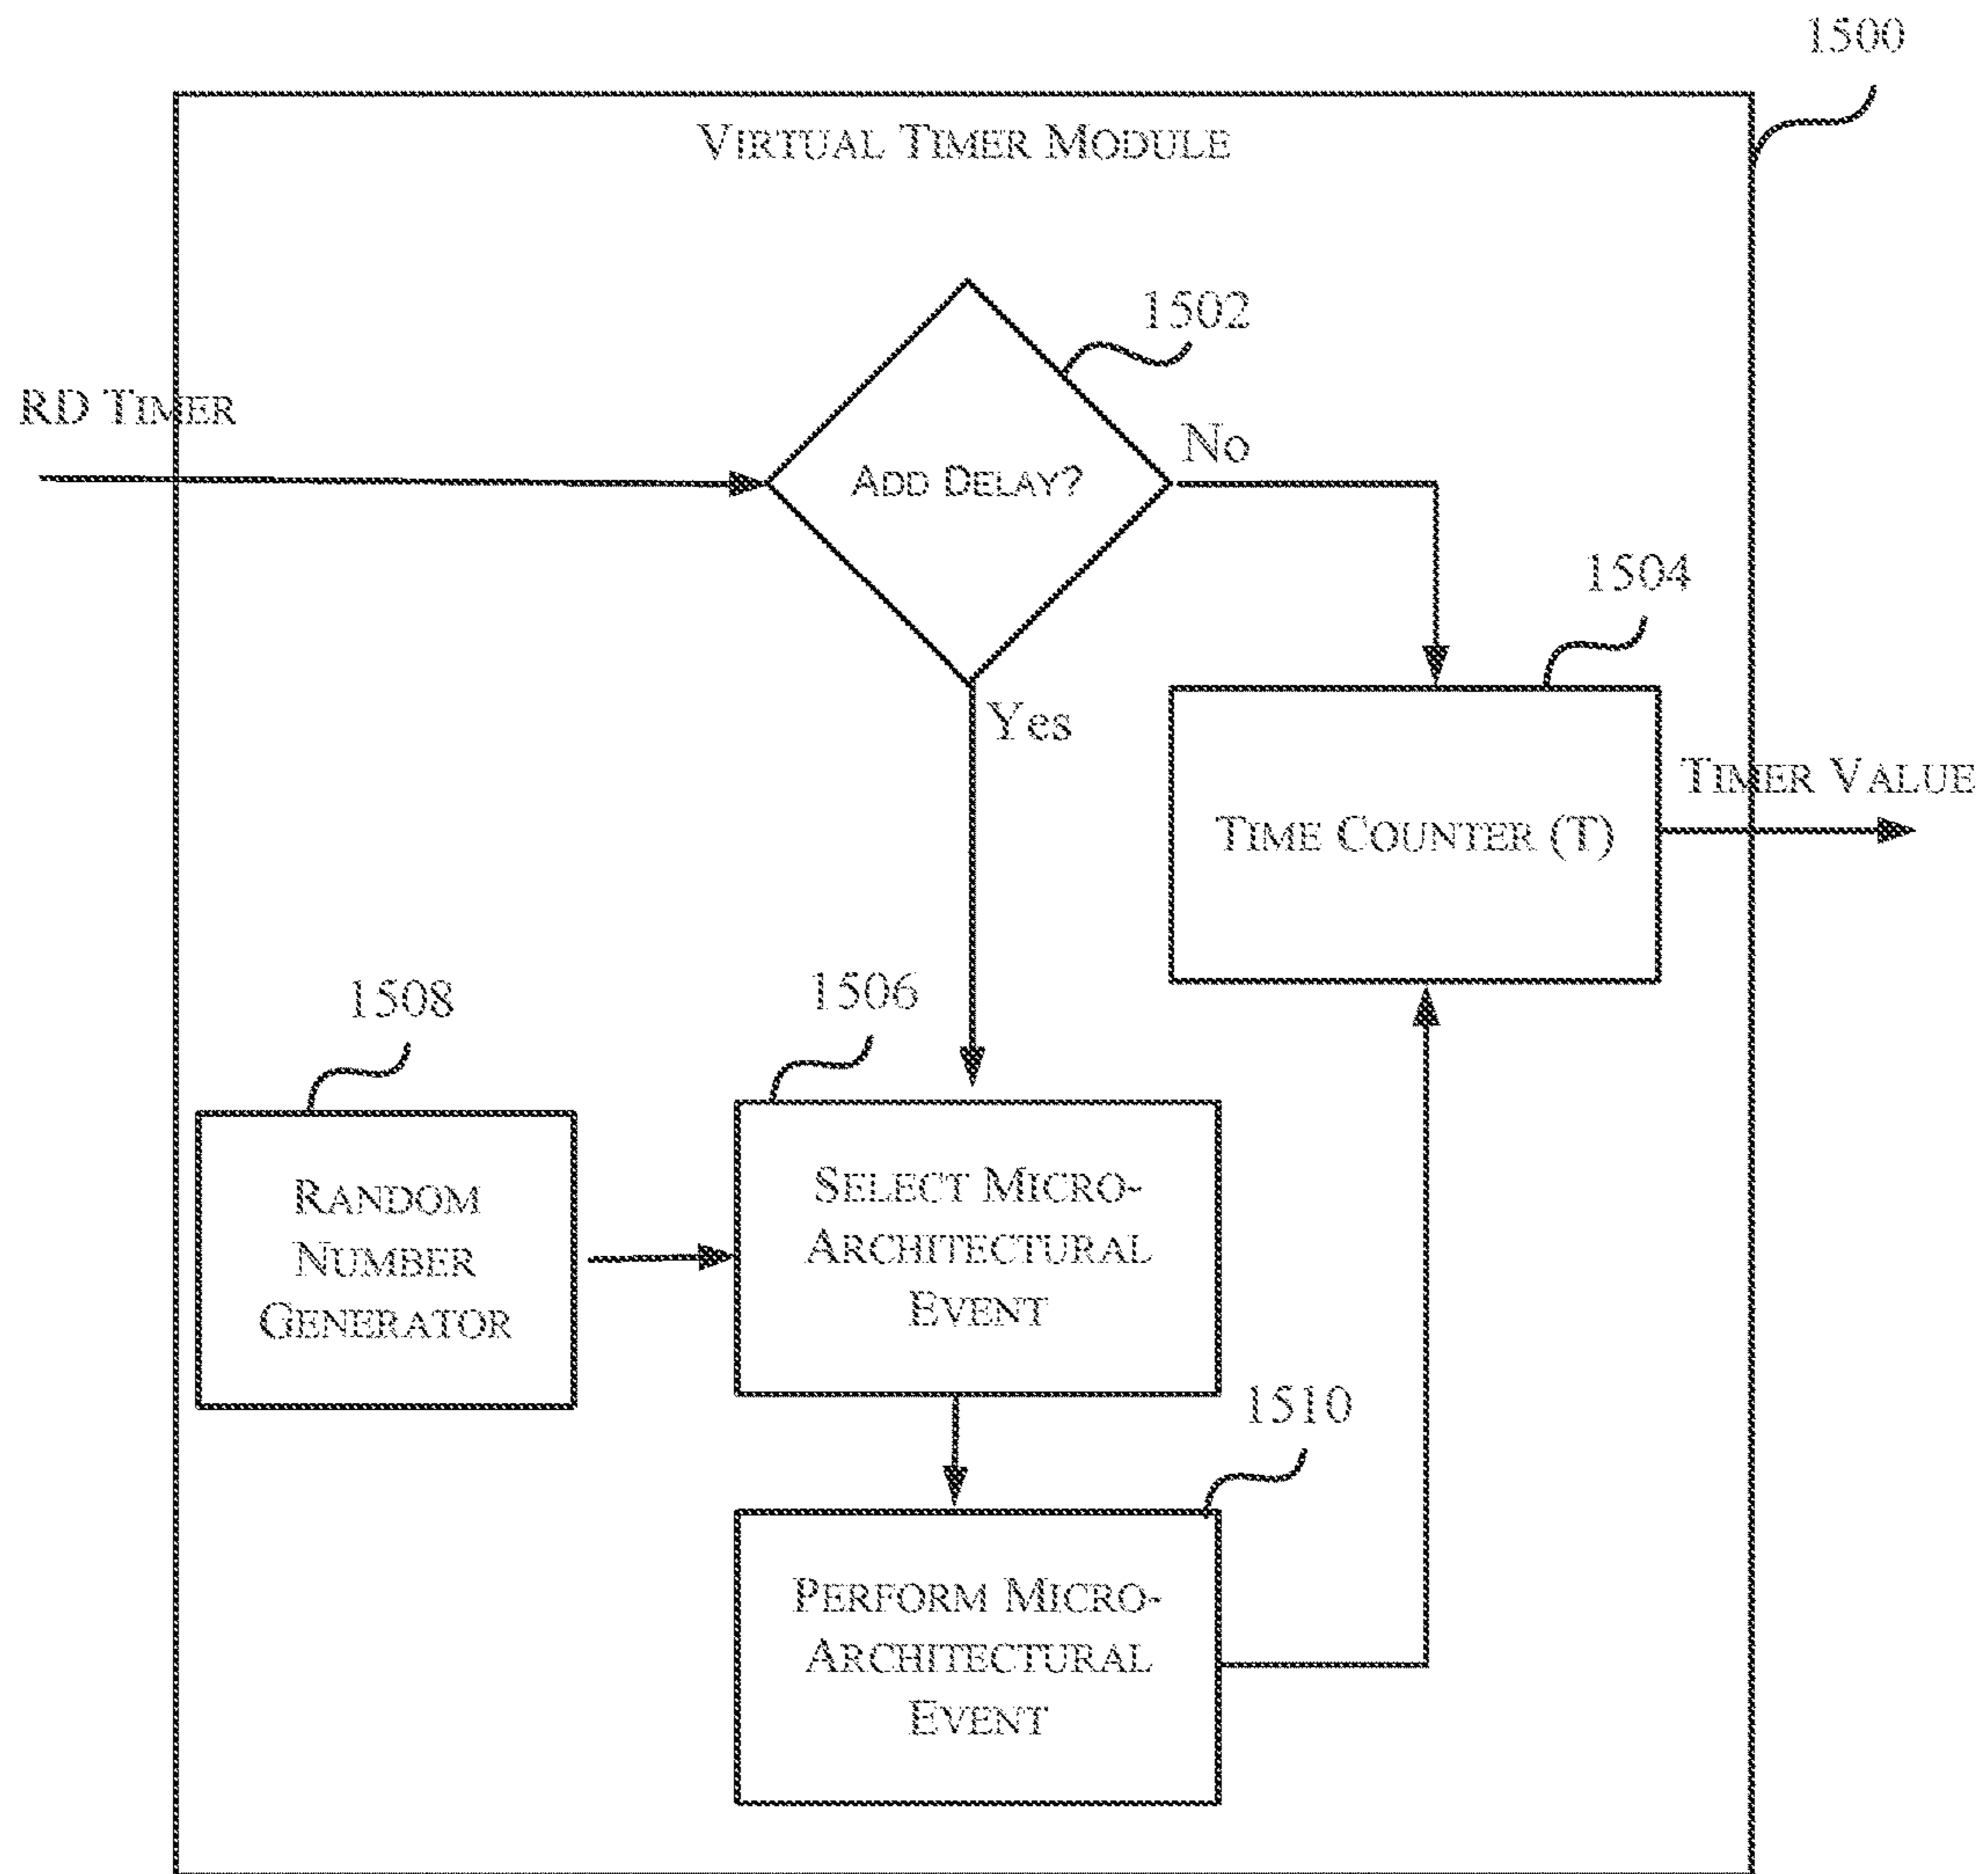 1500
VIRTUAL TIMER MODULE
1502
RD TIMER
No
ADD DELAY?
1504
Yes
TIMER VALUE
TIME COUNTER (T)
1508
1506
RANDOM
NUMBER
GENERATOR
SELECT MICRO-
ARCHITECTURAL
EVENT
1510
PERFORM MICRO-
ARCHITECTURAL
EVENT